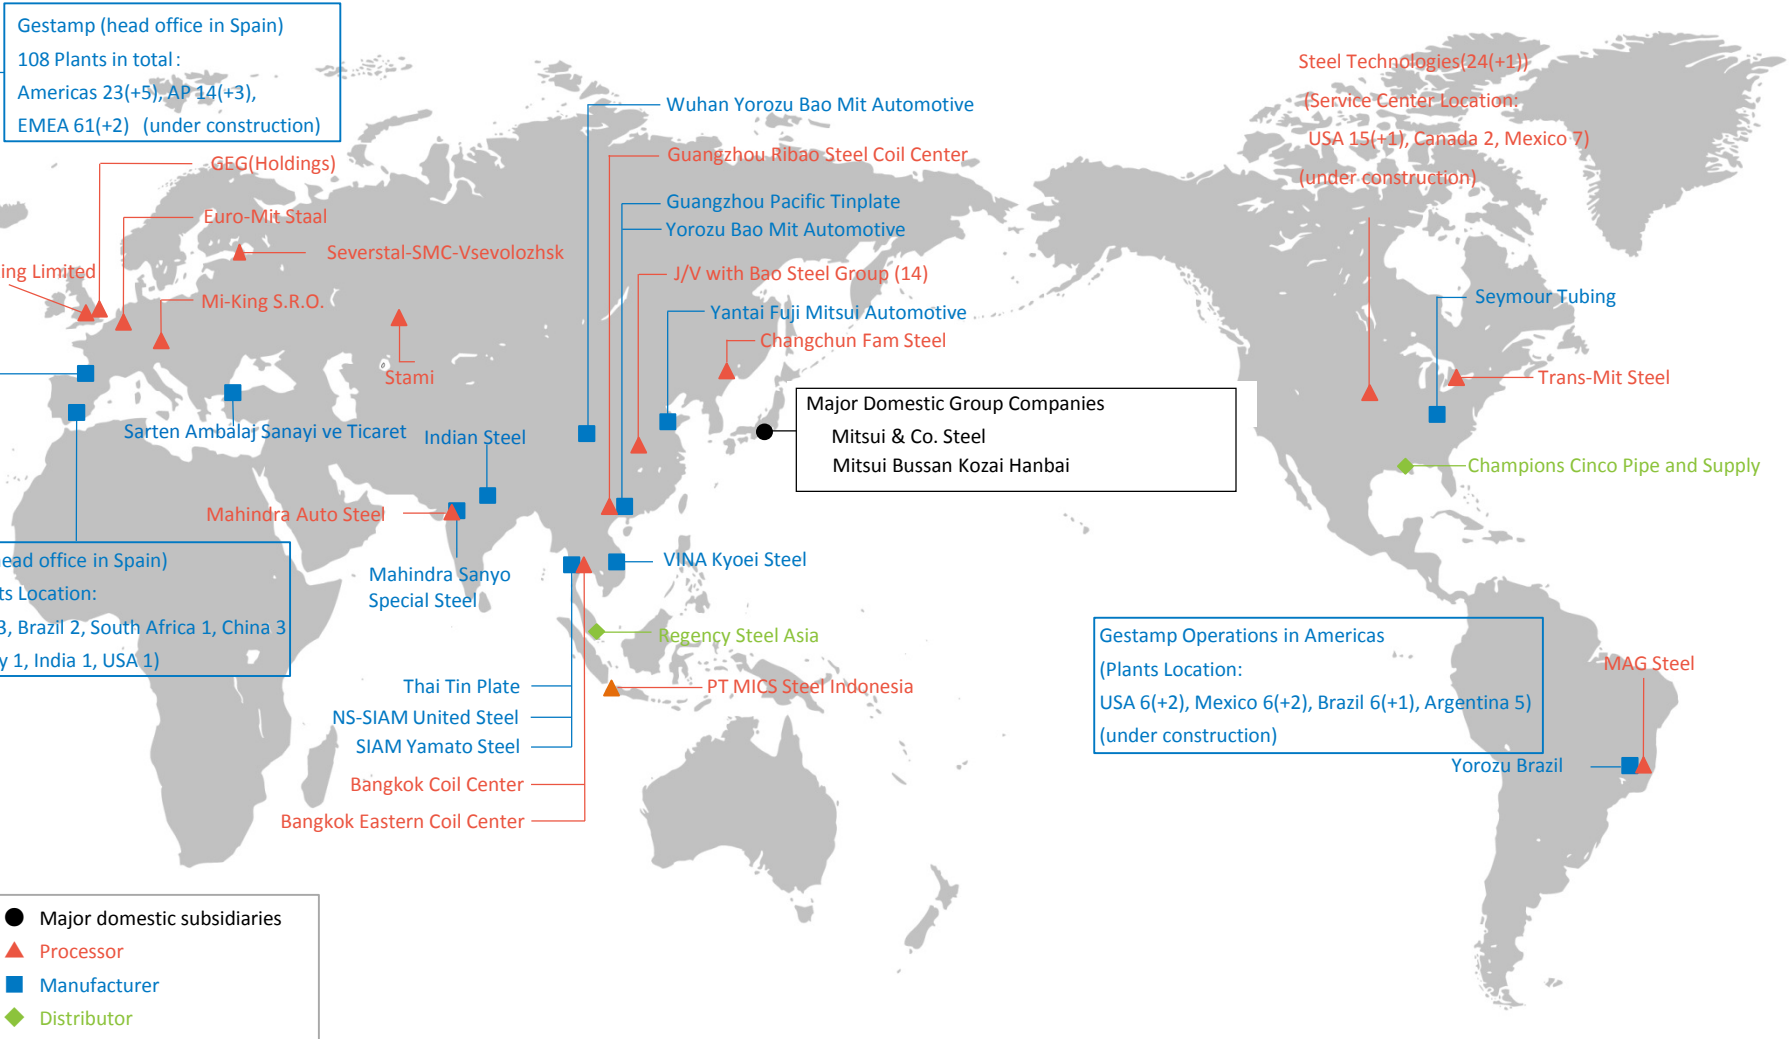 Gestamp (head office in Spain)
108 Plants in total :
Americas 23(+5), AP 14(+3),
EMEA 61(+2) (under construction)
Steel Technologies(24(+1))
(Service Center Location:
USA 15(+1), Canada 2, Mexico 7)
(under construction)
Wuhan Yorozu Bao Mit Automotive
GEG(Holdings)
Guangzhou Ribao Steel Coil Center
Euro-Mit Staal
Guangzhou Pacific Tinplate
Yorozu Bao Mit Automotive
Severstal-SMC-Vsevolozhsk
Limited
J/V with Bao Steel Group (14)
Mi-King S.R.O.
Seymour Tubing
Yantai Fuji Mitsui Automotive
Changchun Fam Steel
Stami
Trans-Mit Steel
Major Domestic Group Companies
Mitsui & Co. Steel
Mitsui Bussan Kozai Hanbai
Sarten Ambalaj Sanayi ve Ticaret
Indian Steel
Champions Cinco Pipe and Supply
Mahindra Auto Steel
office in Spain)
Location:
Brazil 2, South Africa 1, China 3
1, India 1, USA 1)
Mahindra Sanyo
Special Steel
VINA Kyoei Steel
Regency Steel Asia
Gestamp Operations in Americas
(Plants Location:
USA 6(+2), Mexico 6(+2), Brazil 6(+1), Argentina 5)
(under construction)
MAG Steel
Thai Tin Plate
PT MICS Steel Indonesia
NS-SIAM United Steel
SIAM Yamato Steel
Yorozu Brazil
Bangkok Coil Center
Bangkok Eastern Coil Center
Major domestic subsidiaries
Processor
Manufacturer
Distributor